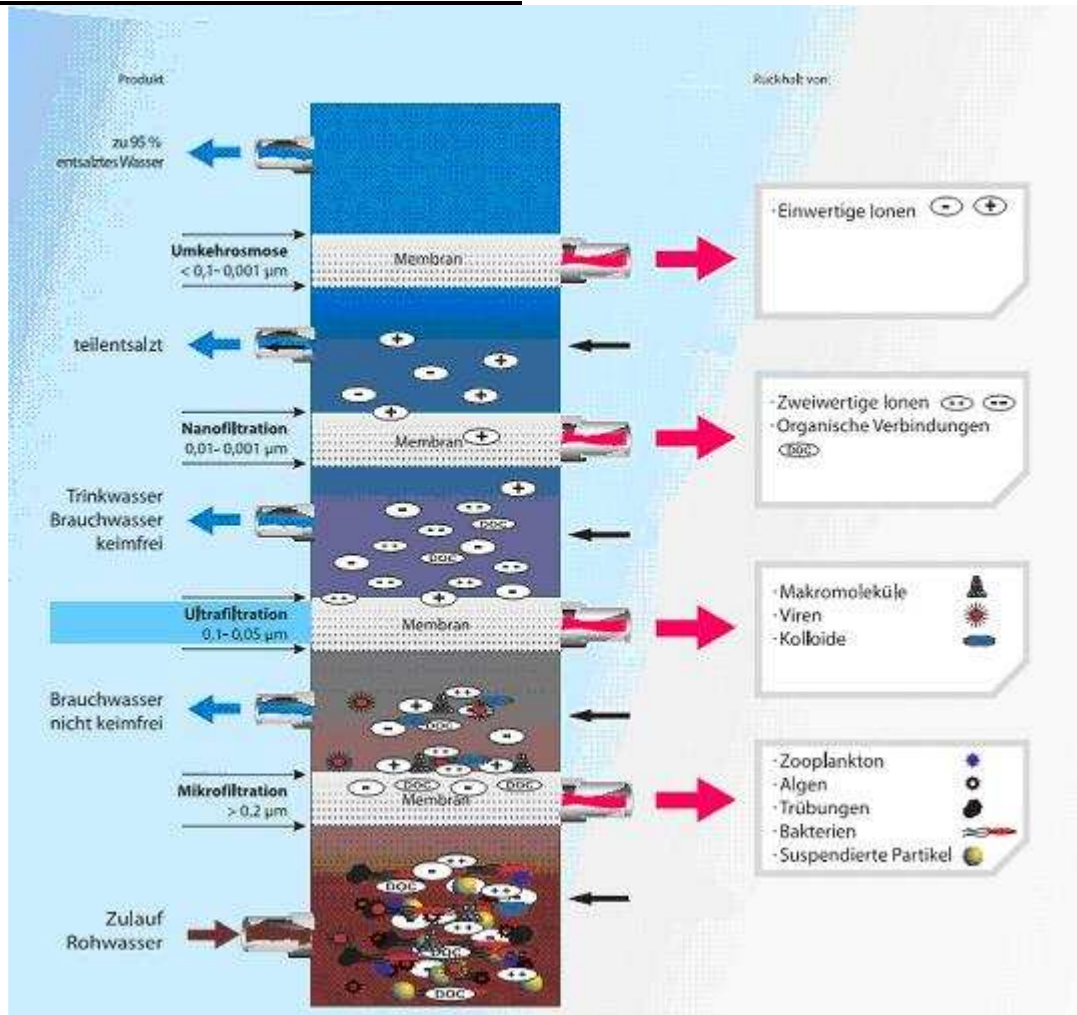 Produkt
Rückhalt von:
zu 95 %
entsalztes Wasser
· Einwertige Ionen - +
Umkehrosmose
< 0,1- 0,001 µm
Membran
teilentsalzt
+
+
-
-
+
+
· Zweiwertige Ionen ++ --
· Organische Verbindungen
DOC
Nanofiltration
0,01- 0,001 µm
Membran +
Trinkwasser
Brauchwasser
keimfrei
+
-
++
DOC
++
++
-
DOC
-
++
++
++
-
++
+
Ultrafiltration
0,1- 0,05 µm
Membran
· Makromoleküle
· Viren
· Kolloide
Brauchwasser
nicht keimfrei
++
+
DOC
-
-
++
+
++
+
Mikrofiltration
> 0,2 µm
- DOC - DOC
Membran
· Zooplankton
· Algen
· Trübungen
· Bakterien
· Suspendierte Partikel
Zulauf
Rohwasser
++
-
DOC
++
++
-
++
DOC
-
++
DOC